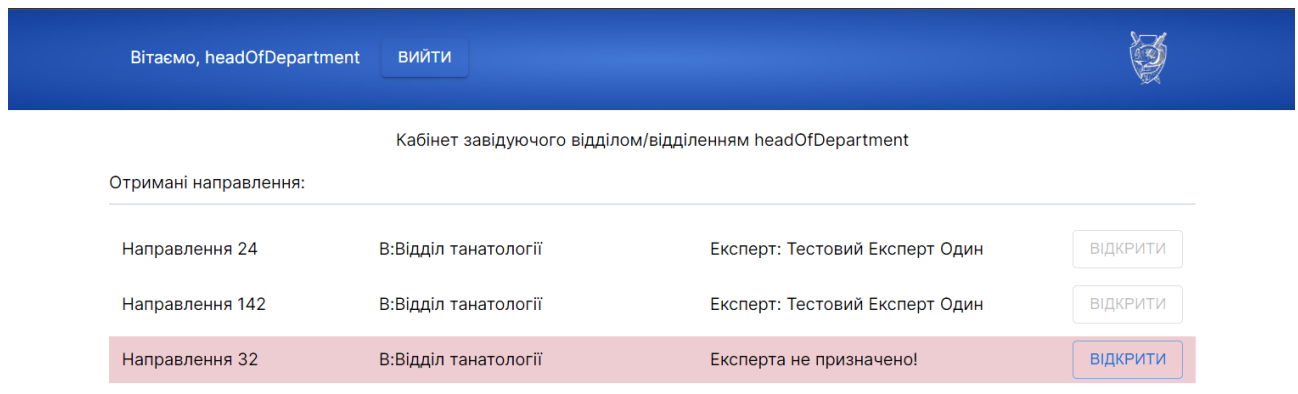 Вітаємо, headOfDepartment ВИЙТИ
Кабінет завідуючого відділом/відділенням headOfDepartment
Отримані направлення:
Направлення 24 В:Відділ танатології Експерт: Тестовий Експерт Один ВІДКРИТИ
Направлення 142 В:Відділ танатології Експерт: Тестовий Експерт Один ВІДКРИТИ
Направлення 32 В:Відділ танатології Експерта не призначено! ВІДКРИТИ